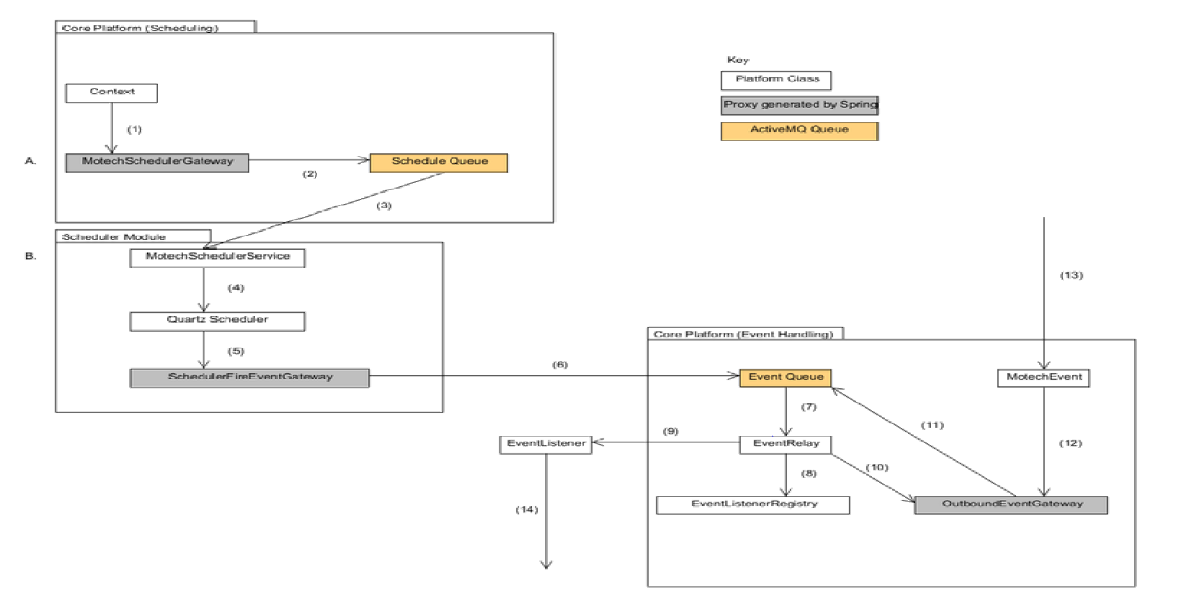 Core Platform (Scheduling)
Key
Platform Class
Context
Proxy generated by Spring
(1)
ActiveMQ Queue
A.
MotechSchedulerGateway
Schedule Queue
(2)
(3)
Scheduler Module
B.
MotechSchedulerService
(13)
(4)
Quartz Scheduler
Core Platform (Event Handling)
(5)
(6)
SchedulerFireEventGateway
Event Queue
MotechEvent
(7)
(11)
(9)
EventListener
EventRelay
(12)
(10)
(8)
EventListenerRegistry
OutboundEventGateway
(14)